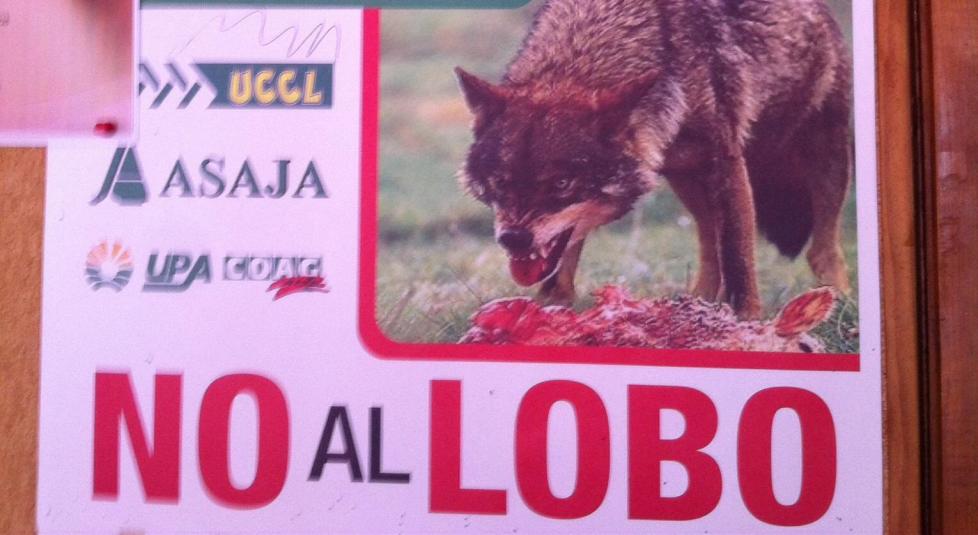 UCCL
ASAJA
UPA COAG
NO AL LOBO